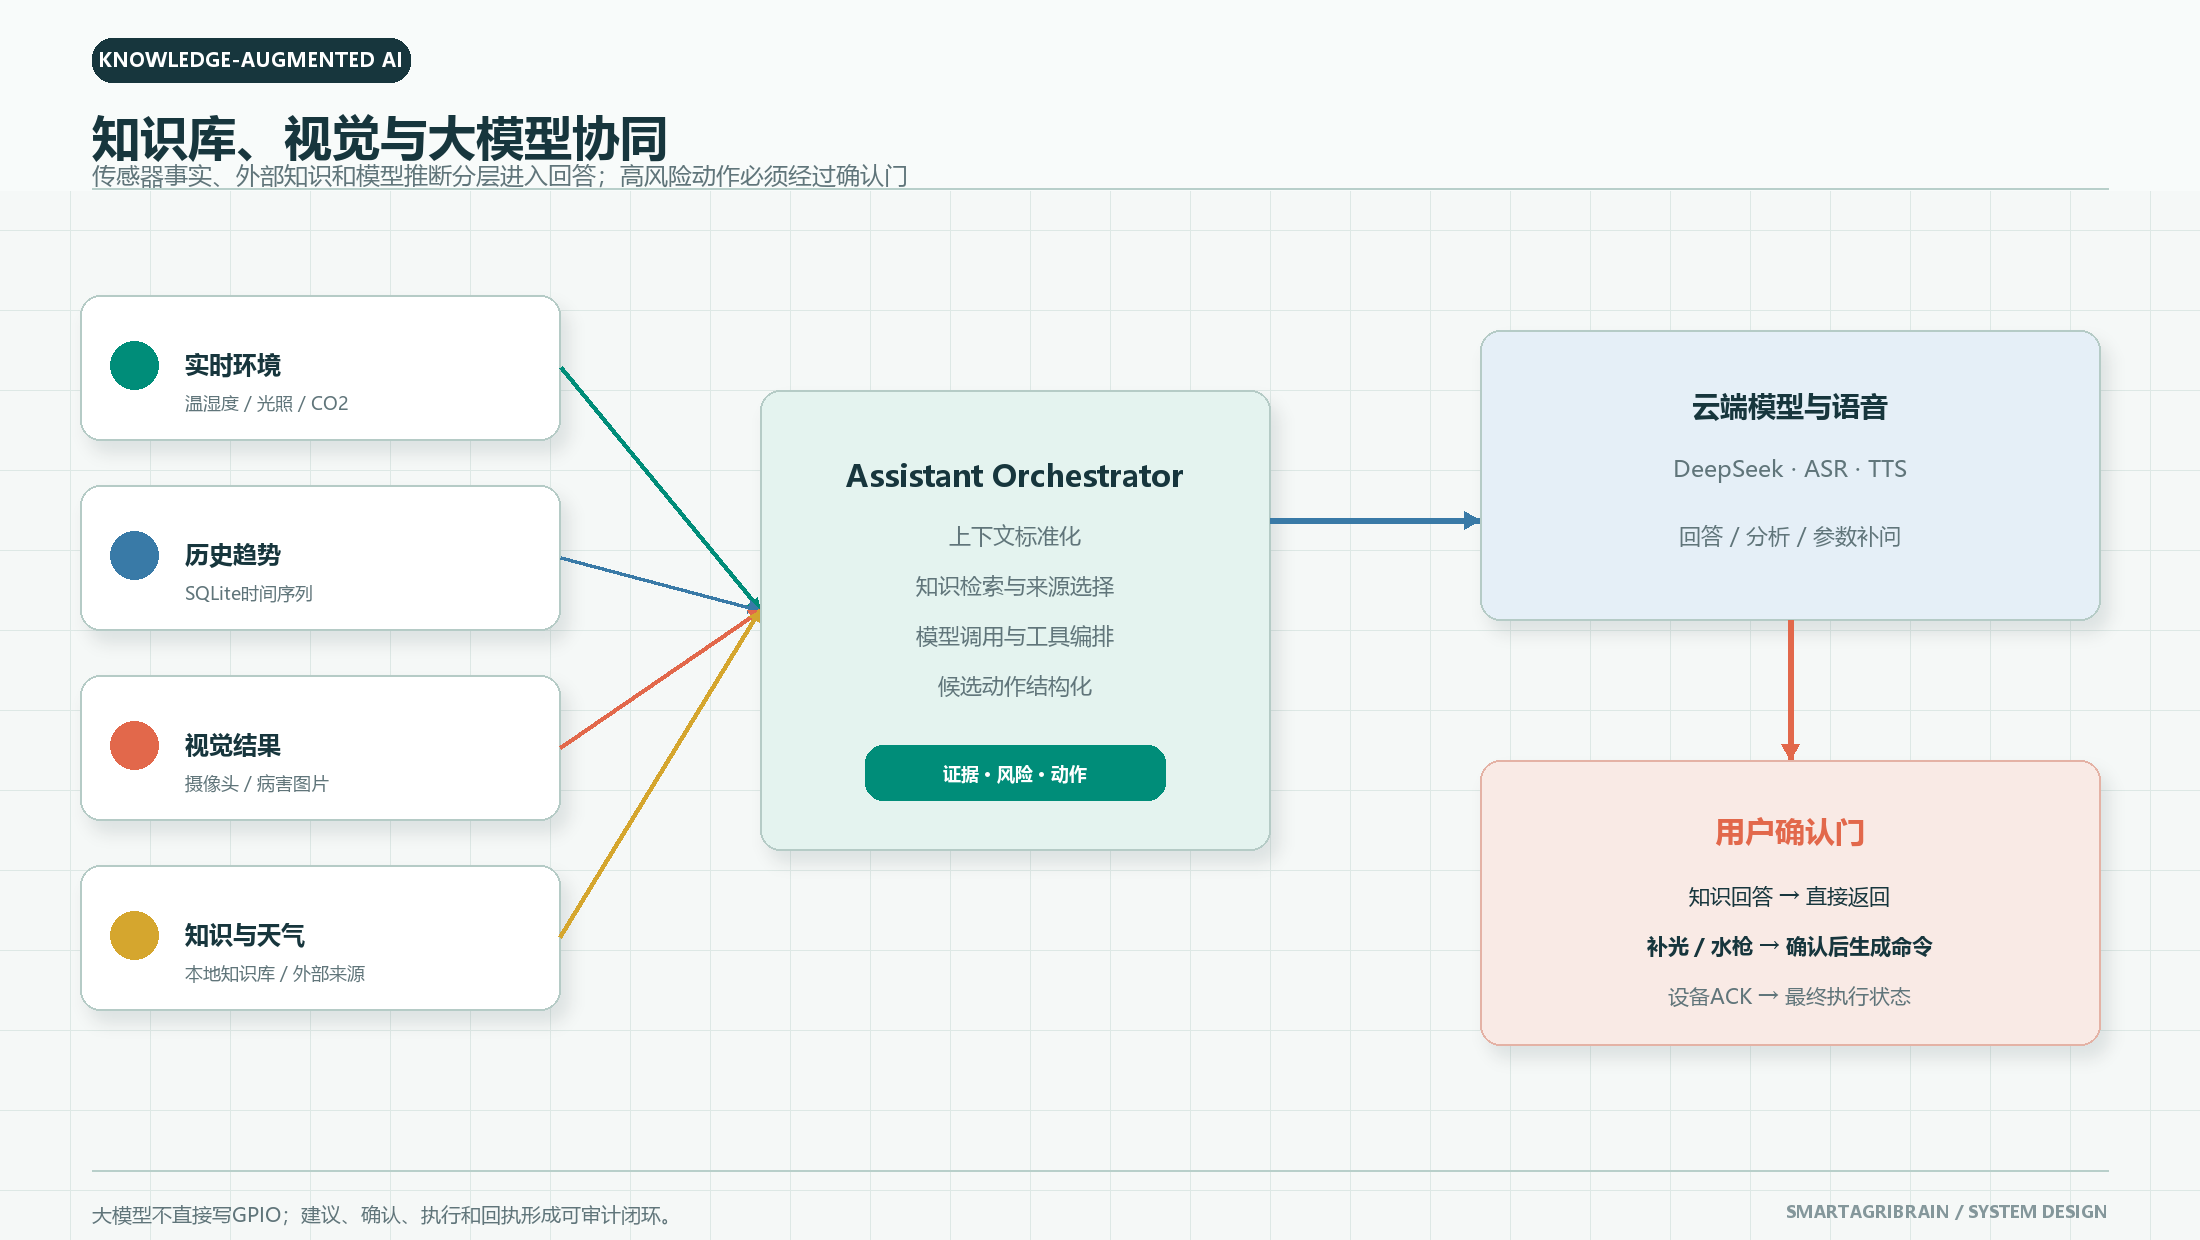 KNOWLEDGE-AUGMENTED AI
知识库、视觉与大模型协同
传感器事实、外部知识和模型推断分层进入回答；高风险动作必须经过确认门
实时环境
温湿度 / 光照 / CO2
历史趋势
SQLite时间序列
视觉结果
摄像头 / 病害图片
知识与天气
本地知识库 / 外部来源
Assistant Orchestrator
上下文标准化
知识检索与来源选择
模型调用与工具编排
候选动作结构化
证据 • 风险 • 动作
云端模型与语音
DeepSeek · ASR · TTS
回答 / 分析 / 参数补问
用户确认门
知识回答 → 直接返回
补光 / 水枪 → 确认后生成命令
设备ACK → 最终执行状态
大模型不直接写GPIO；建议、确认、执行和回执形成可审计闭环。
SMARTAGRIBRAIN / SYSTEM DESIGN